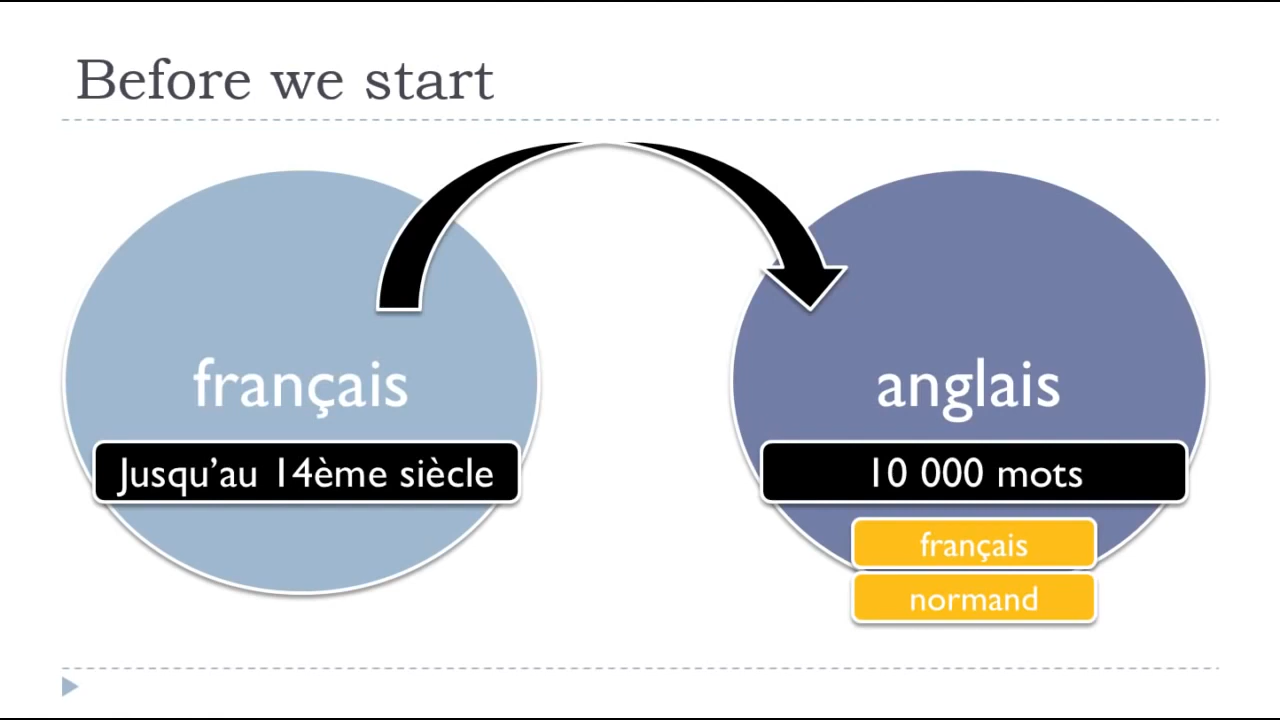 Before we start
français
Jusqu’au 14ème siècle
anglais
10 000 mots
français
normand